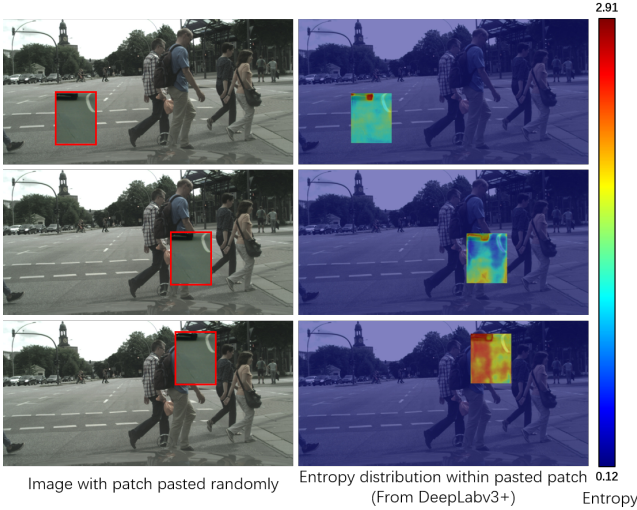 2.91
0.12
Image with patch pasted randomly
Entropy distribution within pasted patch
(From DeepLabv3+)
Entropy